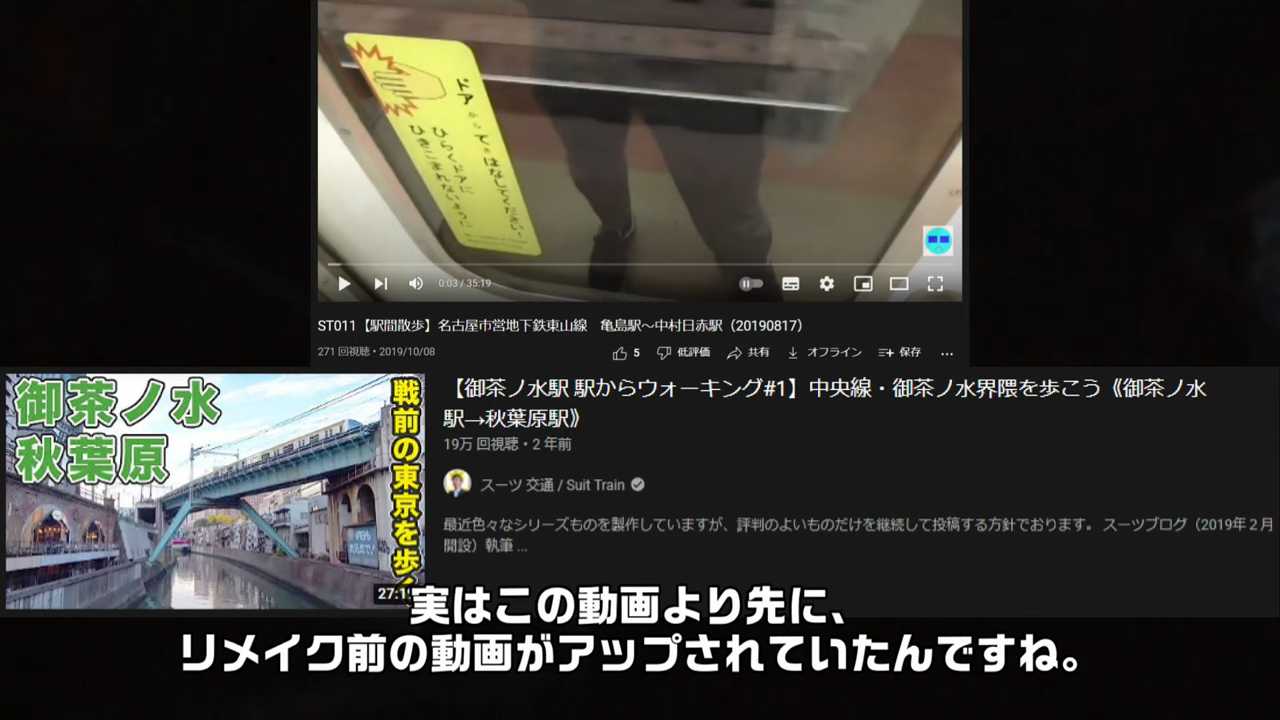 ドアから てをはなしてください!
ひらくドアに
ひきこまれないように
0:03 / 35:19
ST011【駅間散歩】名古屋市営地下鉄東山線　亀島駅~中村日赤駅（20190817）
271 回視聴・2019/10/08
5 低評価 共有 オフライン 保存 ...
御茶ノ水
秋葉原
戦前の東京を歩く
【御茶ノ水駅 駅からウォーキング#1】中央線・御茶ノ水界隈を歩こう《御茶ノ水
駅→秋葉原駅》
19万 回視聴・2 年前
スーツ 交通 / Suit Train
最近色々なシリーズものを製作していますが、評判のよいものだけを継続して投稿する方針でおります。 スーツブログ（2019年２月
開設）執筆 ...
実はこの動画より先に、
リメイク前の動画がアップされていたんですね。